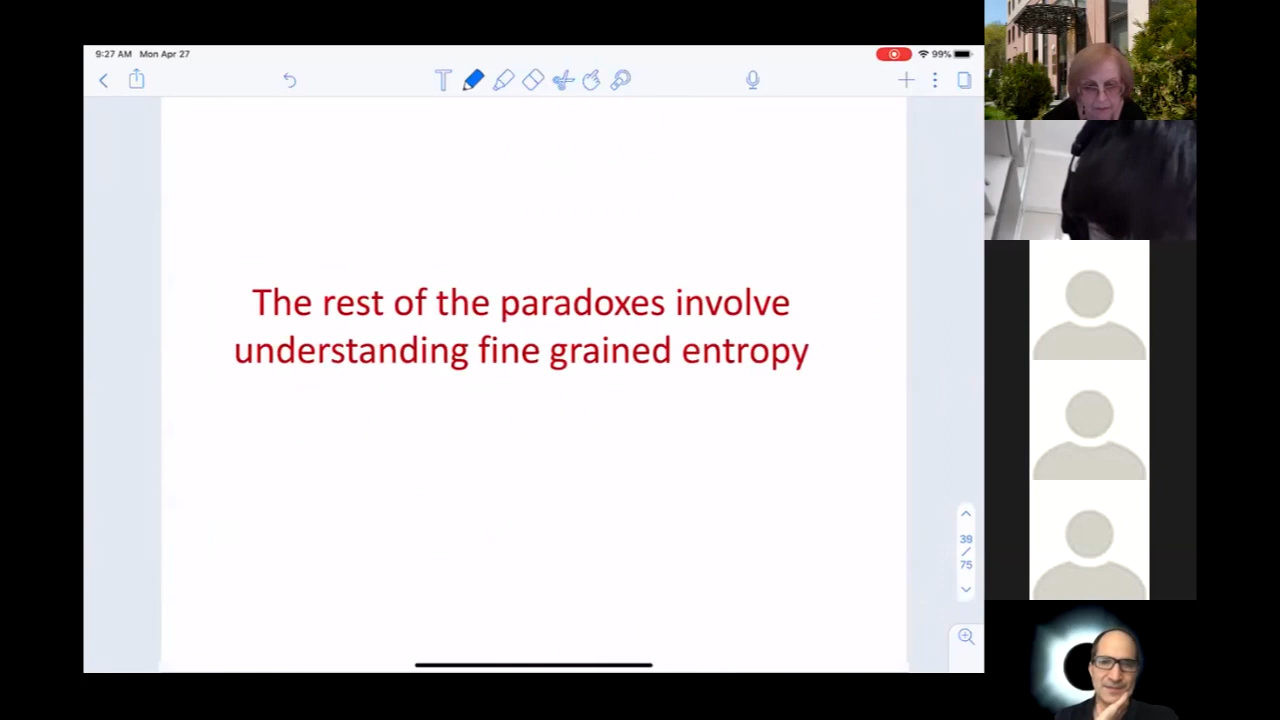 9:27 AM Mon Apr 27
99%
T
The rest of the paradoxes involve
understanding fine grained entropy
39
/
75